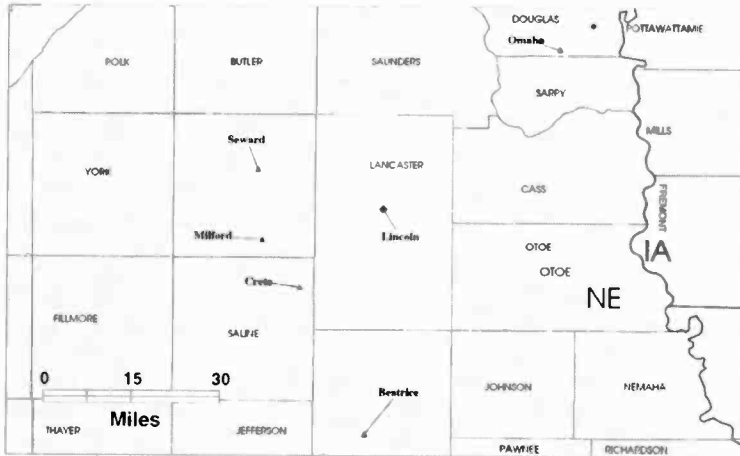 DOUGLAS
POTTAWATTAMIE
Omaha
POLK
BUTLER
SAUNDERS
SARPY
MILLS
Seward
LANCASTER
YORK
CASS
FREMONT
Milford
Lincoln
OTOE
IA
OTOE
Crete
NE
FILLMORE
SALINE
0 15 30
Miles
Beatrice
JOHNSON
NEMAHA
THAYER
JEFFERSON
PAWNEE
RICHARDSON